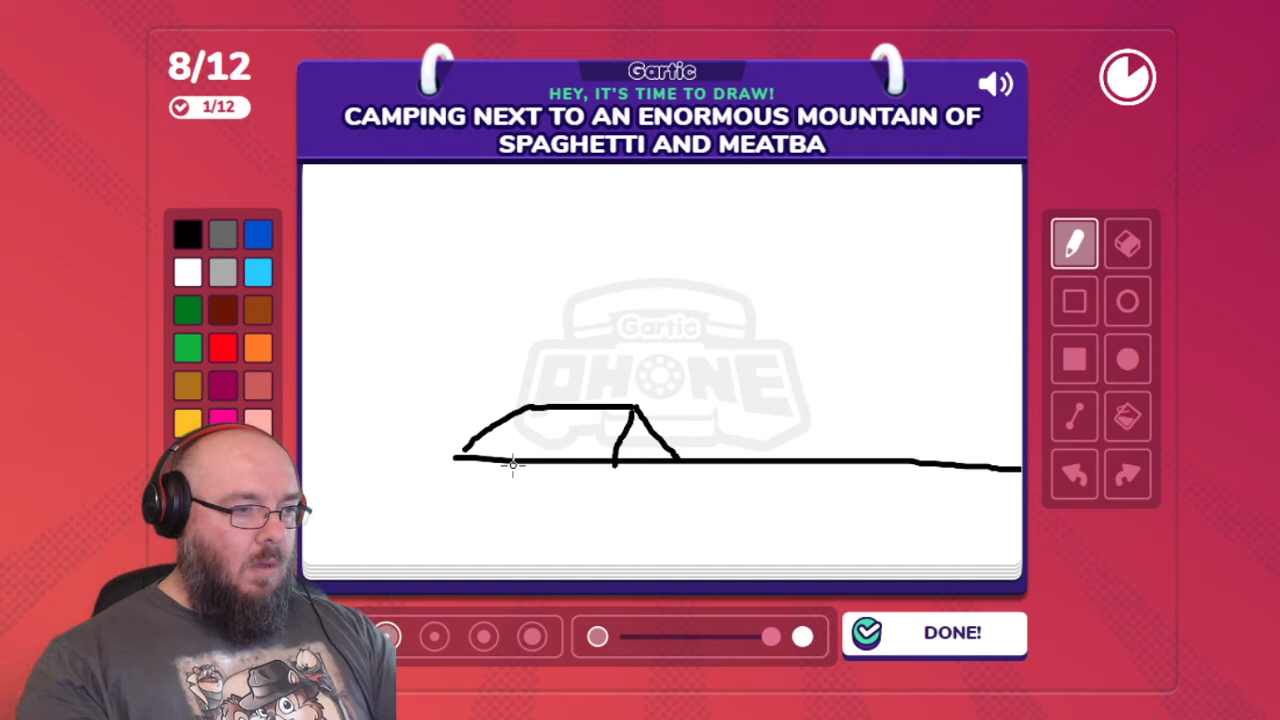 8/12
1/12
Gartic
HEY, IT'S TIME TO DRAW!
CAMPING NEXT TO AN ENORMOUS MOUNTAIN OF
SPAGHETTI AND MEATBA
Gartic
PHONE
DONE!